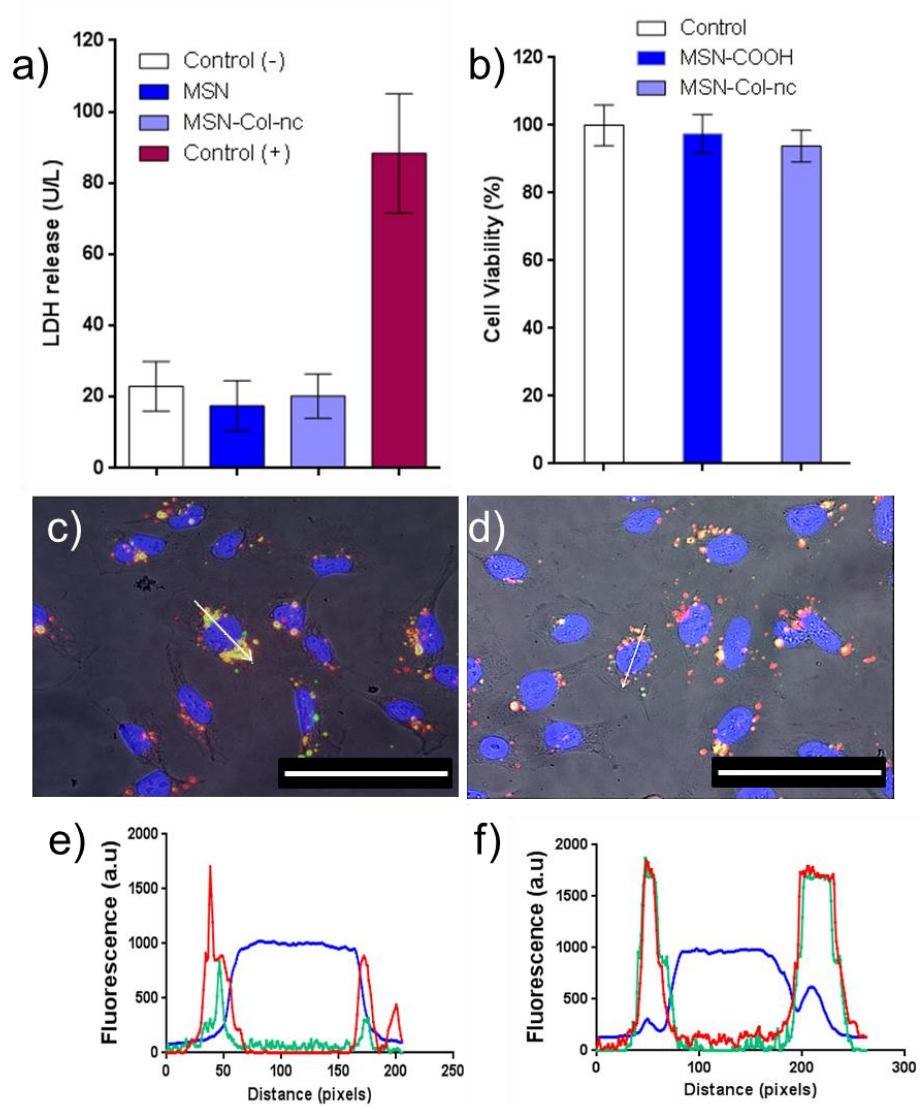 a)
120
100
80
60
40
20
0
LDH release (U/L)
Control (-)
MSN
MSN-Col-nc
Control (+)
b)
120
100
80
60
40
20
0
Cell Viability (%)
Control
MSN-COOH
MSN-Col-nc
c)
d)
e)
2000
1500
1000
500
0
Fluorescence (a.u)
0 50 100 150 200 250
Distance (pixels)
f)
2000
1500
1000
500
0
Fluorescence (a.u)
0 100 200 300
Distance (pixels)